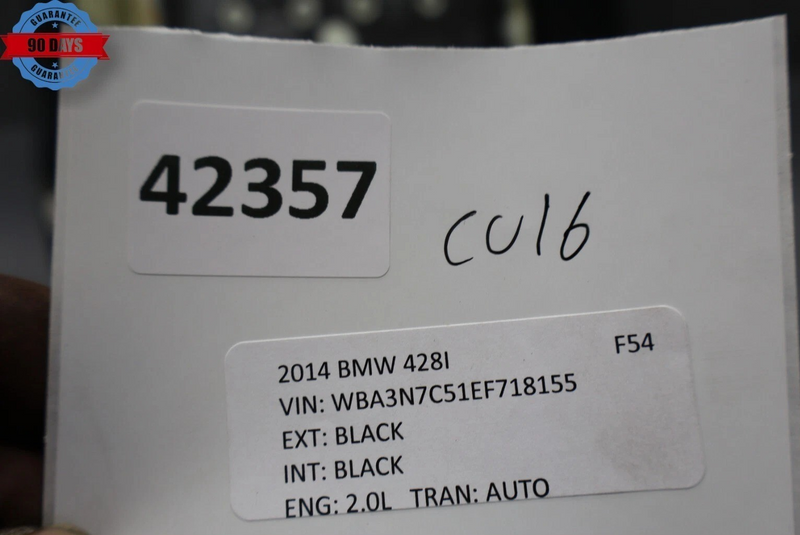 GUARANTEE
90 DAYS
42357
CU16
2014 BMW 428I F54
VIN: WBA3N7C51EF718155
EXT: BLACK
INT: BLACK
ENG: 2.0L TRAN: AUTO